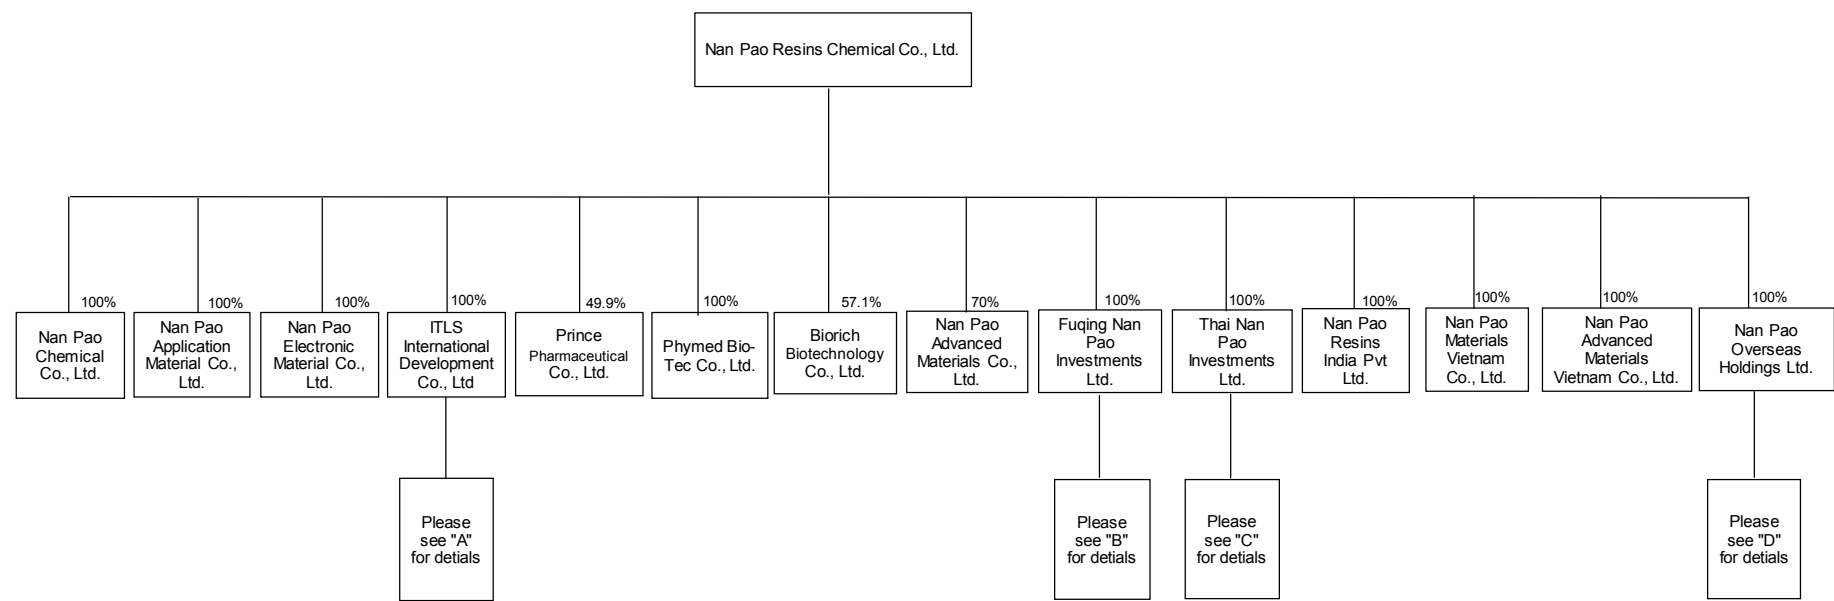 Nan Pao Resins Chemical Co., Ltd.
100%
Nan Pao
Chemical
Co., Ltd.
100%
Nan Pao
Application
Material Co.,
Ltd.
100%
Nan Pao
Electronic
Material Co.,
Ltd.
100%
ITLS
International
Development
Co., Ltd
49.9%
Prince
Pharmaceutical
Co., Ltd.
100%
Phymed Bio-
Tec Co., Ltd.
57.1%
Biorich
Biotechnology
Co., Ltd.
70%
Nan Pao
Advanced
Materials Co.,
Ltd.
100%
Fuqing Nan
Pao
Investments
Ltd.
100%
Thai Nan
Pao
Investments
Ltd.
100%
Nan Pao
Resins
India Pvt
Ltd.
100%
Nan Pao
Materials
Vietnam
Co., Ltd.
100%
Nan Pao
Advanced
Materials
Vietnam Co., Ltd.
100%
Nan Pao
Overseas
Holdings Ltd.
Please
see "A"
for detials
Please
see "B"
for detials
Please
see "C"
for detials
Please
see "D"
for detials